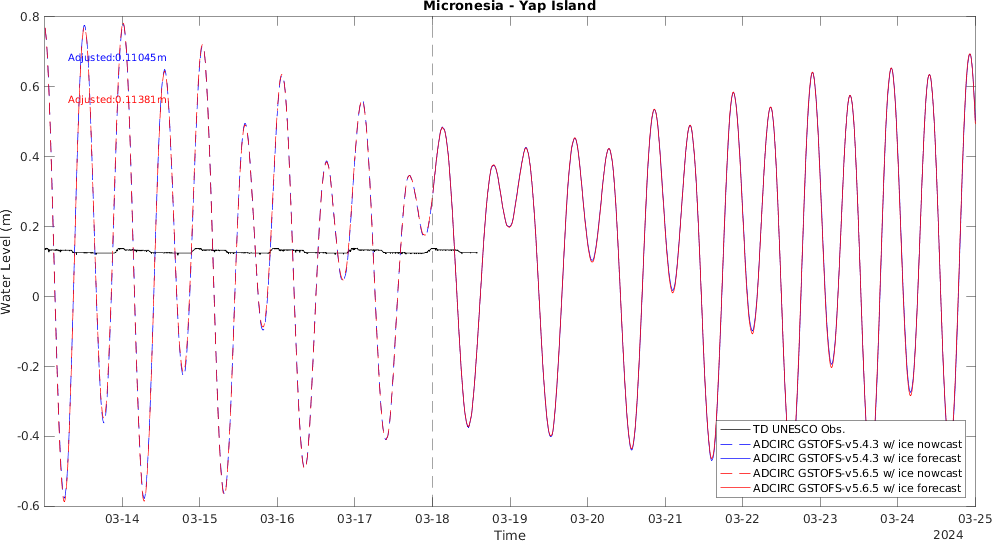 Micronesia - Yap Island
0.8
0.6
0.4
0.2
0
-0.2
-0.4
-0.6
Water Level (m)
Adjusted:0.11045m
Adjusted:0.11381m
TD UNESCO Obs.
ADCIRC GSTOFS-v5.4.3 w/ ice nowcast
ADCIRC GSTOFS-v5.4.3 w/ ice forecast
ADCIRC GSTOFS-v5.6.5 w/ ice nowcast
ADCIRC GSTOFS-v5.6.5 w/ ice forecast
03-14 03-15 03-16 03-17 03-18 03-19 03-20 03-21 03-22 03-23 03-24 03-25
Time
2024